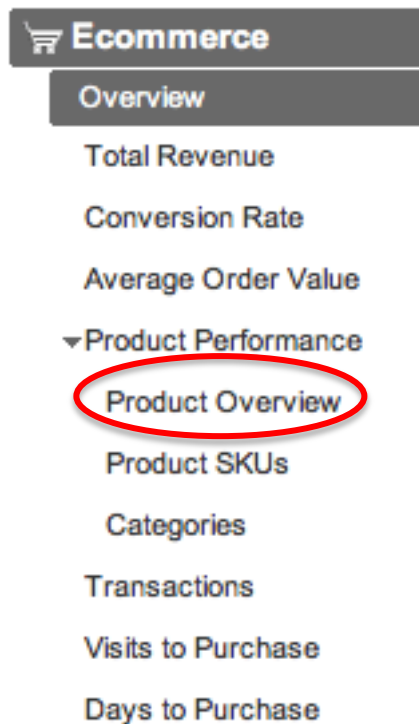 Ecommerce
Overview
Total Revenue
Conversion Rate
Average Order Value
Product Performance
Product Overview
Product SKUs
Categories
Transactions
Visits to Purchase
Days to Purchase